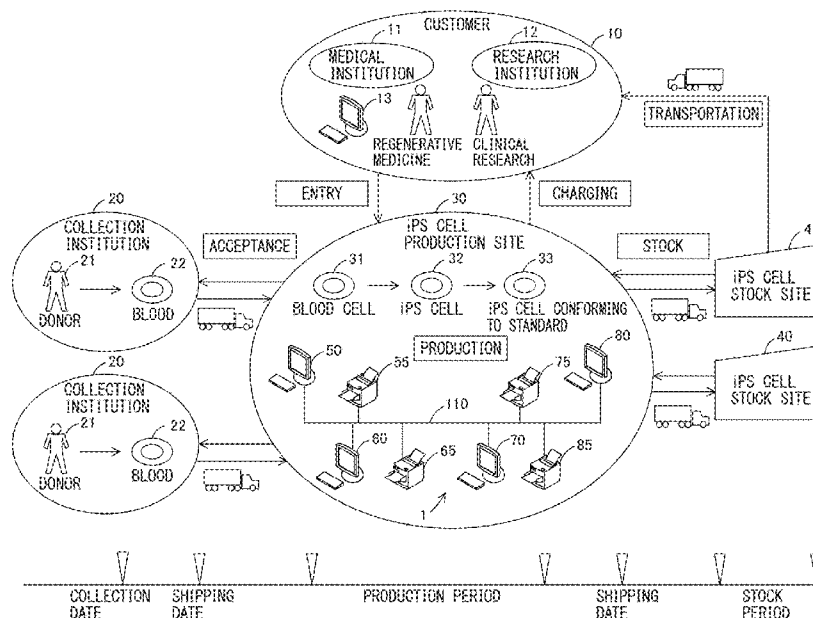 CUSTOMER
11
12
10
MEDICAL
INSTITUTION
RESEARCH
INSTITUTION
13
REGENERATIVE
MEDICINE
CLINICAL
RESEARCH
TRANSPORTATION
ENTRY
CHARGING
20
COLLECTION
INSTITUTION
21
22
DONOR
BLOOD
ACCEPTANCE
30
iPS CELL
PRODUCTION SITE
31
32
33
BLOOD CELL
iPS CELL
iPS CELL CONFORMING
TO STANDARD
STOCK
4
iPS CELL
STOCK SITE
PRODUCTION
50
55
75
80
110
60
65
70
85
1
20
COLLECTION
INSTITUTION
21
22
DONOR
BLOOD
40
iPS CELL
STOCK SITE
COLLECTION
DATE
SHIPPING
DATE
PRODUCTION PERIOD
SHIPPING
DATE
STOCK
PERIOD